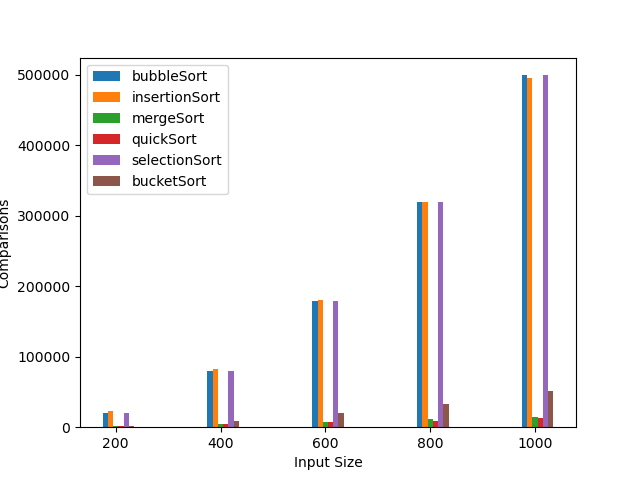 500000
400000
300000
200000
100000
0
Comparisons
bubbleSort
insertionSort
mergeSort
quickSort
selectionSort
bucketSort
200 400 600 800 1000
Input Size